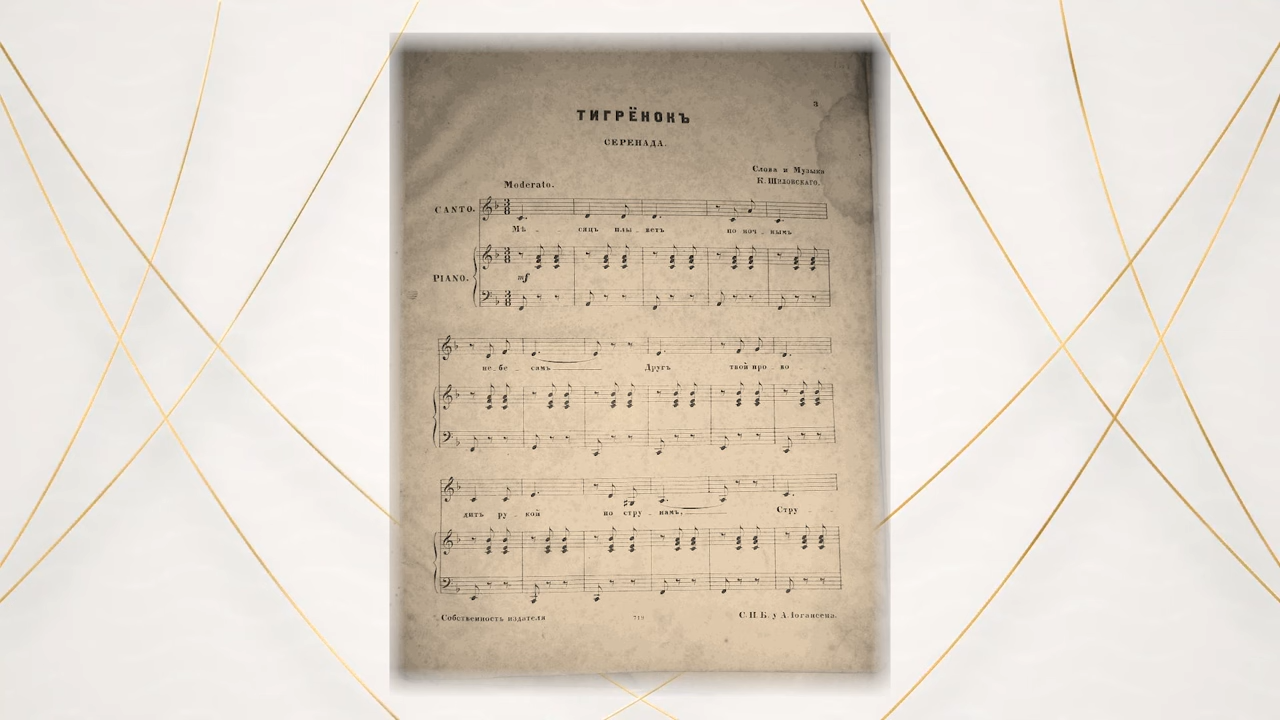 3
ТИГРЁНОКЪ
СЕРЕНАДА.
Слова и Музыка
К. Шиловскаго.
Moderato.
CANTO.
Мѣ _ сяцъ плы _ ветъ по ноч _ нымъ
PIANO.
mf
не _ бе _ самъ Другъ твой про _ во _
дитъ ру _ кой по стру _ намъ, Стру
Собственность издателя
С.П.Б. у А. Іогансена.